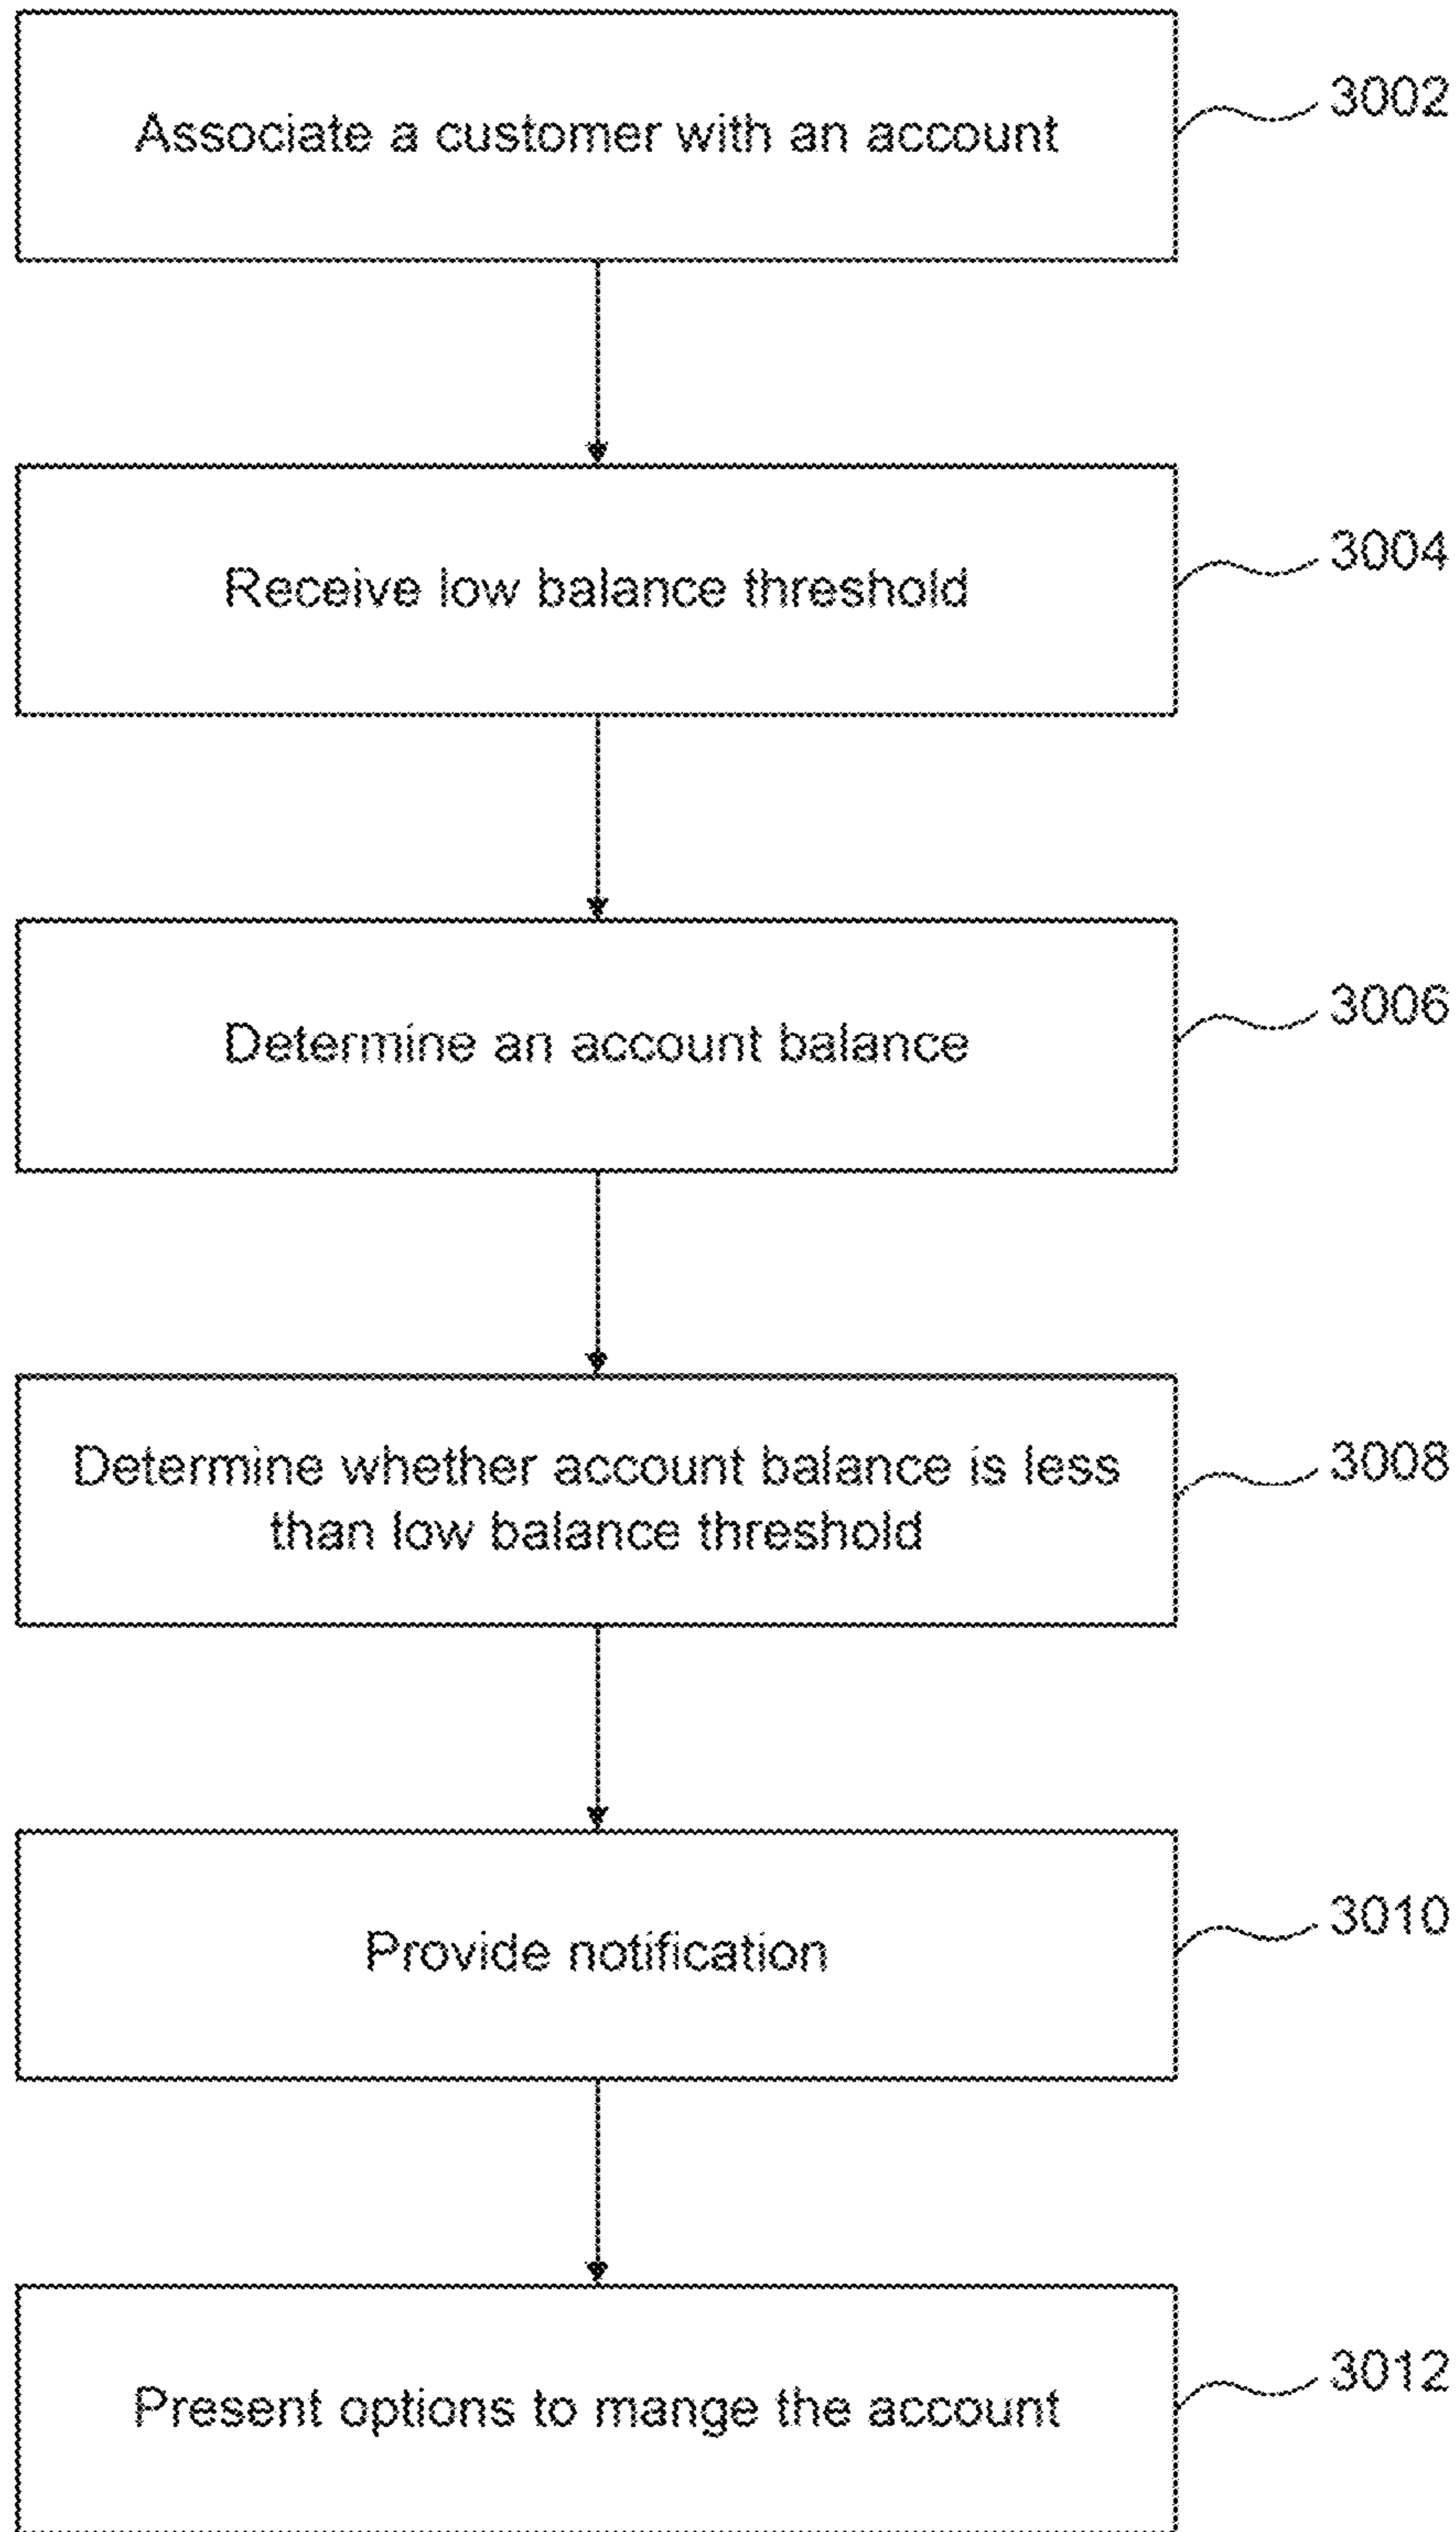 Associate a customer with an account
3002
Receive low balance threshold
3004
Determine an account balance
3006
Determine whether account balance is less
than low balance threshold
3008
Provide notification
3010
Present options to mange the account
3012